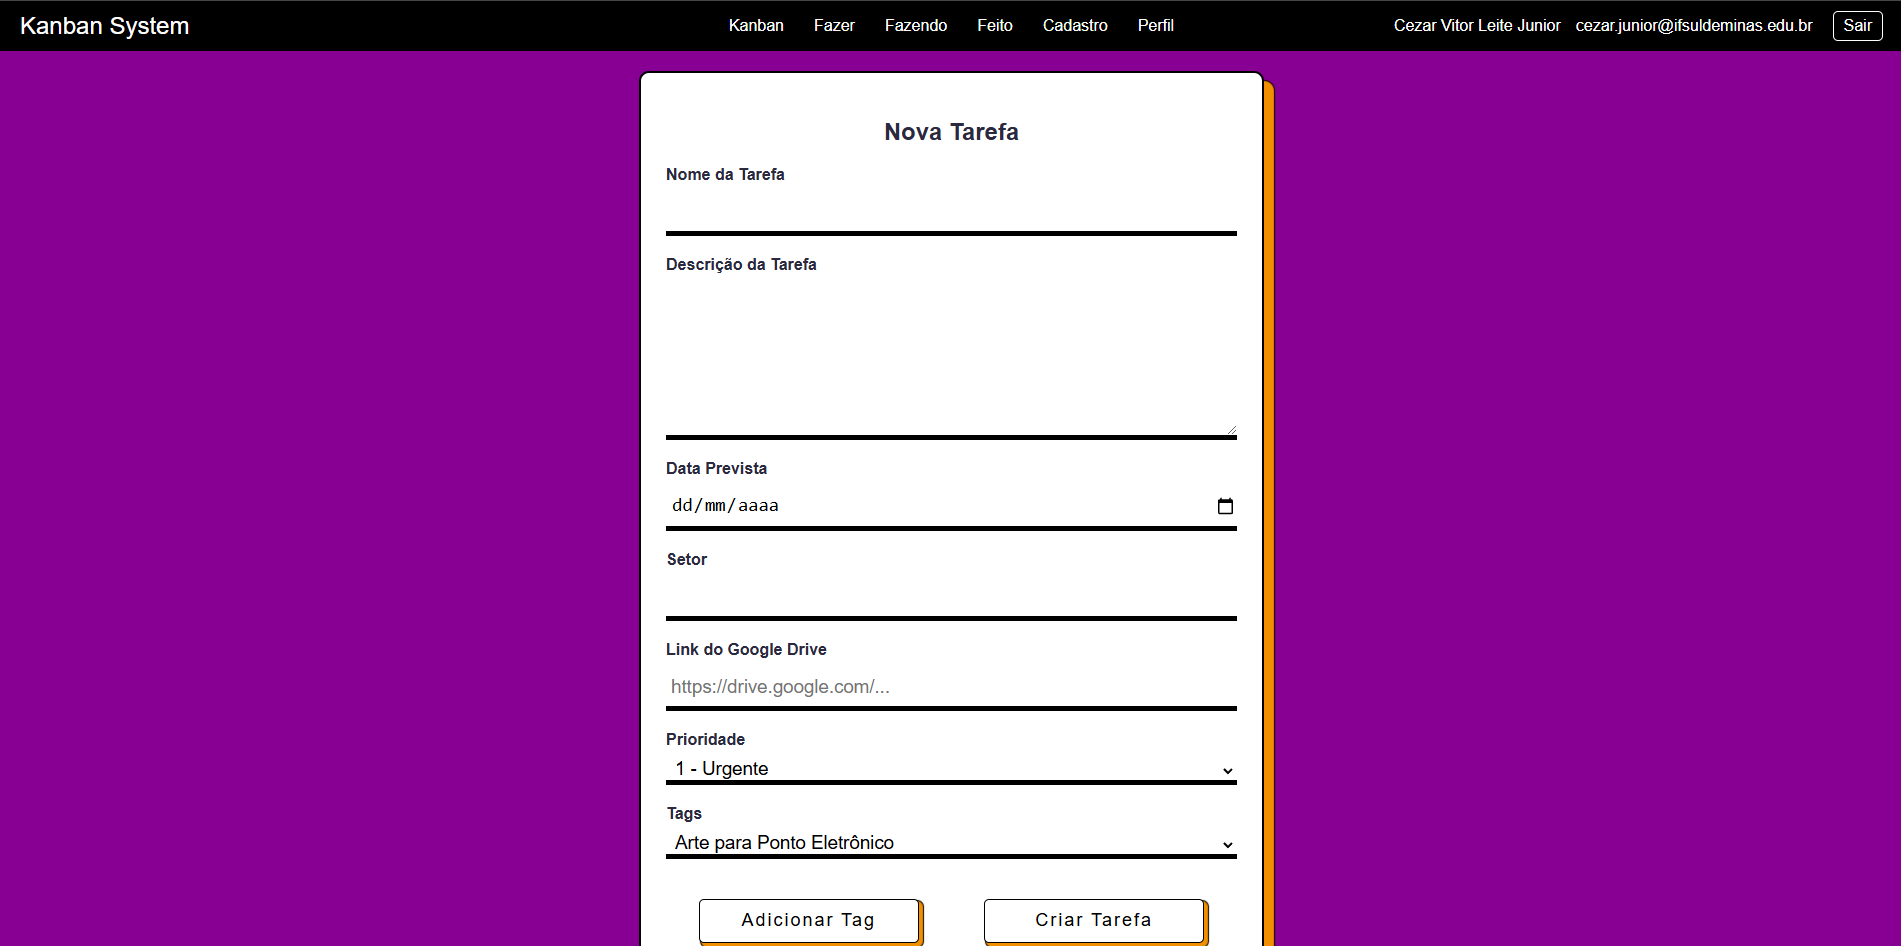 Kanban System Kanban Fazer Fazendo Feito Cadastro Perfil Cezar Vitor Leite Junior cezar.junior@ifsuldeminas.edu.br Sair
Nova Tarefa
Nome da Tarefa
Descrição da Tarefa
Data Prevista
dd/mm/aaaa
Setor
Link do Google Drive
https://drive.google.com/...
Prioridade
1 - Urgente
Tags
Arte para Ponto Eletrônico
Adicionar Tag Criar Tarefa